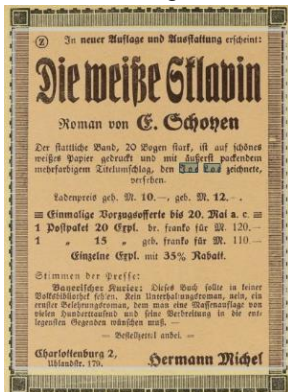 Ⓩ In neuer Auflage und Ausstattung erscheint:
Die weiße Sklavin
Roman von E. Schoyen
Der stattliche Band, 20 Bogen stark, ist auf schönes
weißes Papier gedruckt und mit äußerst packendem
mehrfarbigem Titelumschlag, den Jos Los zeichnete,
versehen.
Ladenpreis geh. M. 10.—, geb. M. 12.—,
≡ Einmalige Vorzugsofferte bis 20. Mai a. c. ≡
1 Postpaket 20 Expl. br. franko für M. 120.—
1 „ 15 „ geb. franko für M. 110.—
Einzelne Expl. mit 35% Rabatt.
Stimmen der Presse:
Bayerischer Kurier: Dieses Buch sollte in keiner
Volksbibliothek fehlen. Kein Unterhaltungsroman, nein, ein
ernster Belehrungsroman, dem man eine Massenauflage von
vielen Hunderttausend und seine Verbreitung in die ent-
legensten Gegenden wünschen muß. —
— Bestellzettel anbei. —
Charlottenburg 2,
Uhlandstr. 179.
Hermann Michel